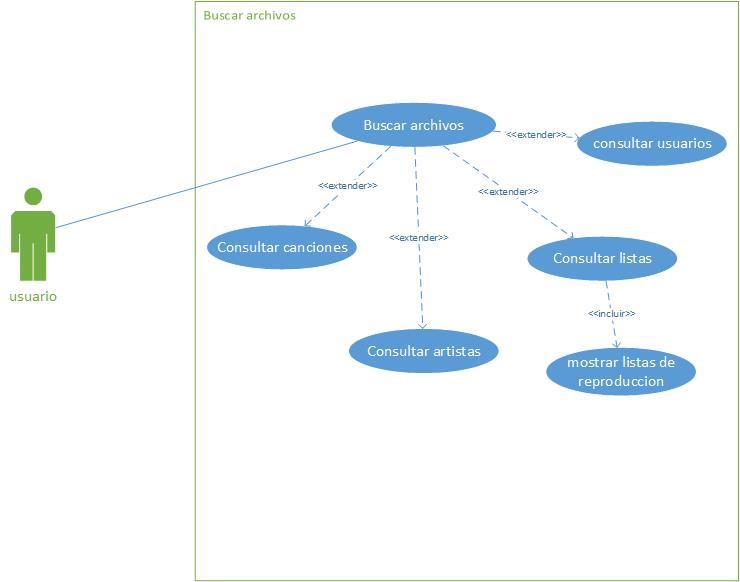 Buscar archivos
Buscar archivos
<<extender>>
consultar usuarios
<<extender>>
<<extender>>
<<extender>>
Consultar canciones
Consultar listas
usuario
<<incluir>>
Consultar artistas
mostrar listas de
reproduccion